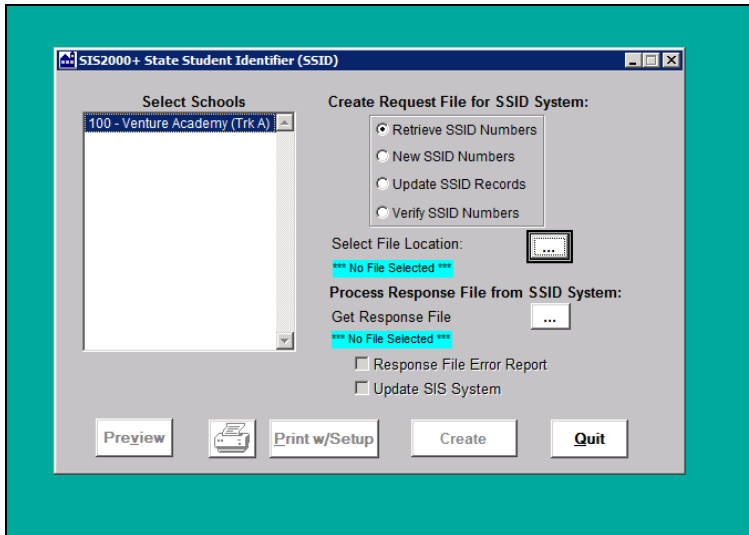 SIS2000+ State Student Identifier (SSID)
Select Schools
100 - Venture Academy (Trk A)
Create Request File for SSID System:
Retrieve SSID Numbers
New SSID Numbers
Update SSID Records
Verify SSID Numbers
Select File Location:
...
*** No File Selected ***
Process Response File from SSID System:
Get Response File
...
*** No File Selected ***
Response File Error Report
Update SIS System
Preview
Print w/Setup
Create
Quit